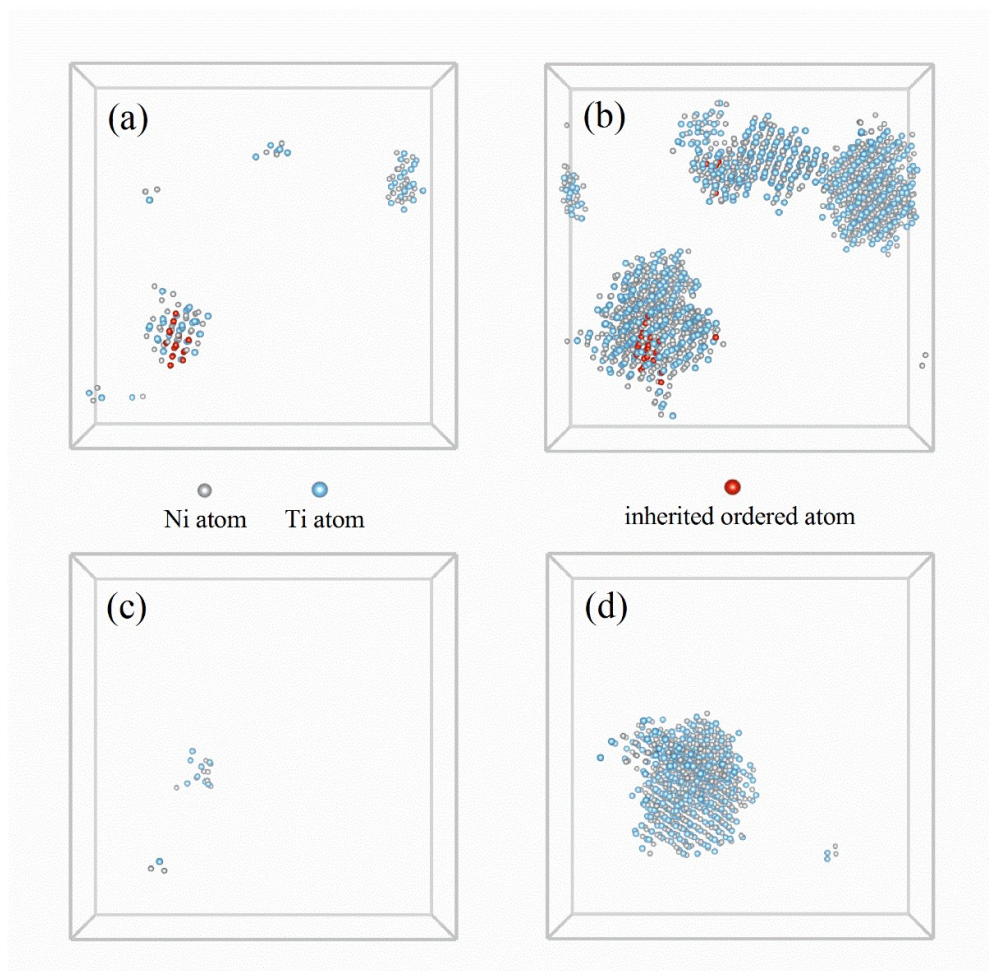 (a)
(b)
Ni atom
Ti atom
inherited ordered atom
(c)
(d)